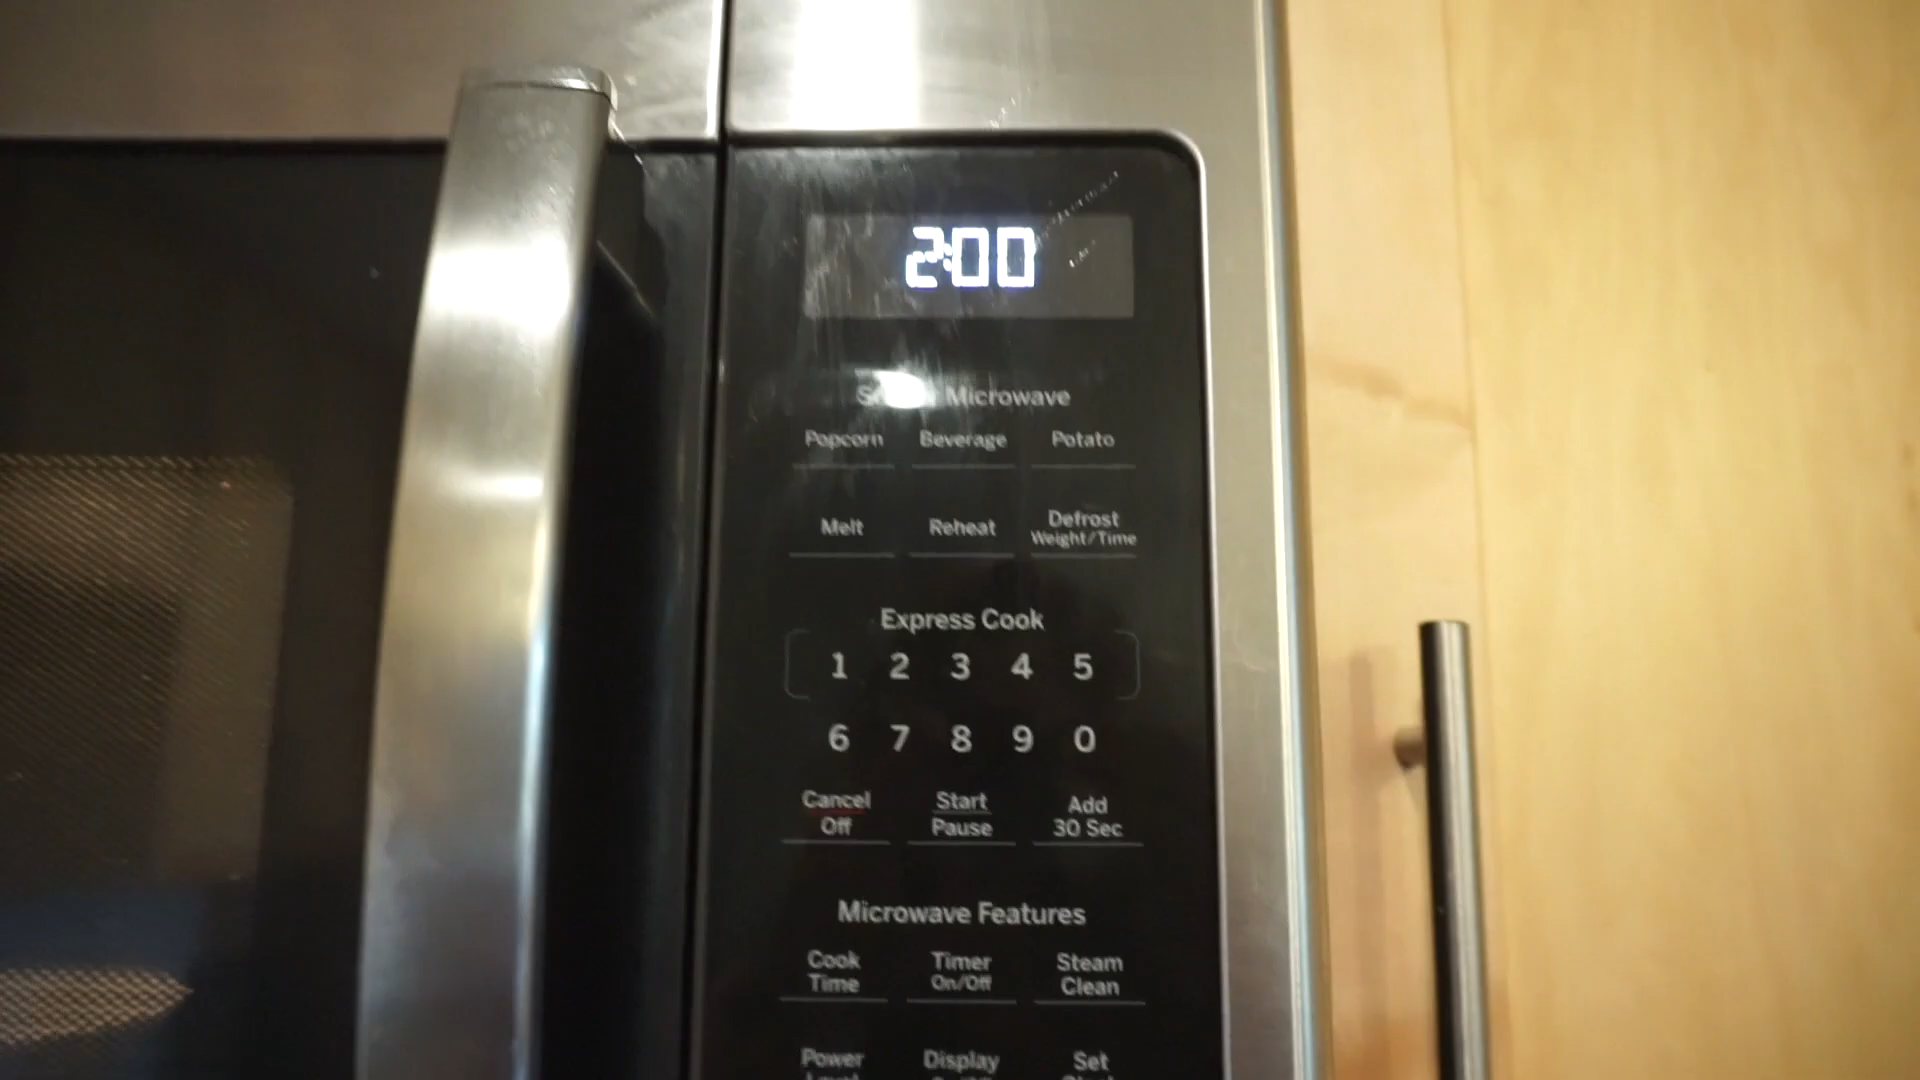 2:00
Microwave
Popcorn Beverage Potato
Melt Reheat Defrost
Weight/Time
Express Cook
1 2 3 4 5
6 7 8 9 0
Cancel Start Add
Off Pause 30 Sec
Microwave Features
Cook Timer Steam
Time On/Off Clean
Power Display Set